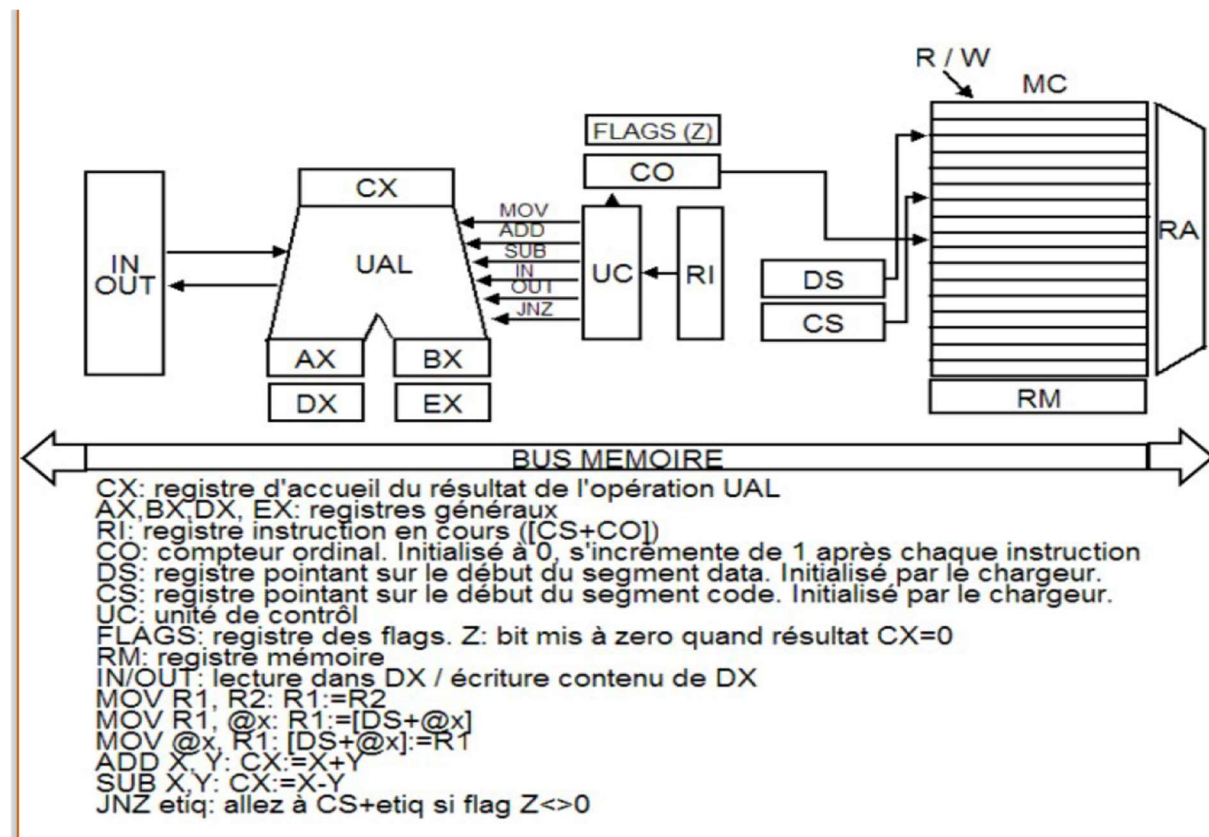 R / W
MC
FLAGS (Z)
CO
CX
MOV
ADD
SUB
IN
OUT
JNZ
IN
OUT
UAL
UC
RI
RA
DS
CS
AX
BX
DX
EX
RM
BUS MEMOIRE
CX: registre d'accueil du résultat de l'opération UAL
AX,BX,DX, EX: registres généraux
RI: registre instruction en cours ([CS+CO])
CO: compteur ordinal. Initialisé à 0, s'incrémente de 1 après chaque instruction
DS: registre pointant sur le début du segment data. Initialisé par le chargeur.
CS: registre pointant sur le début du segment code. Initialisé par le chargeur.
UC: unité de contrôl
FLAGS: registre des flags. Z: bit mis à zero quand résultat CX=0
RM: registre mémoire
IN/OUT: lecture dans DX / écriture contenu de DX
MOV R1, R2: R1:=R2
MOV R1, @x: R1:=[DS+@x]
MOV @x, R1: [DS+@x]:=R1
ADD X, Y: CX:=X+Y
SUB X,Y: CX:=X-Y
JNZ etiq: allez à CS+etiq si flag Z<>0